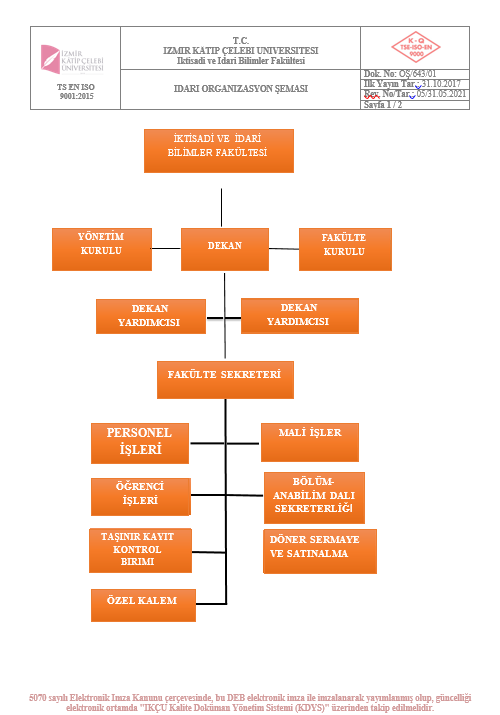 İZMİR
KATİP ÇELEBİ
ÜNİVERSİTESİ
TS EN ISO
9001:2015
T.C.
IZMIR KATIP ÇELEBI UNIVERSITESI
Iktisadi ve Idari Bilimler Fakültesi
IDARI ORGANIZASYON ŞEMASI
K - Q
TSE-ISO-EN
9000
Dok. No: OŞ/643/01
Ilk Yayın Tar.: 31.10.2017
Rev. No/Tar.: 05/31.05.2021
Sayfa 1 / 2
İKTİSADİ VE İDARİ
BİLİMLER FAKÜLTESİ
YÖNETİM
KURULU
DEKAN
FAKÜLTE
KURULU
DEKAN
YARDIMCISI
DEKAN
YARDIMCISI
FAKÜLTE SEKRETERİ
PERSONEL
İŞLERİ
MALİ İŞLER
ÖĞRENCİ
İŞLERİ
BÖLÜM-
ANABİLİM DALI
SEKRETERLİĞİ
TAŞINIR KAYIT
KONTROL
BIRIMI
DÖNER SERMAYE
VE SATINALMA
ÖZEL KALEM
5070 sayılı Elektronik Imza Kanunu çerçevesinde, bu DEB elektronik imza ile imzalanarak yayımlanmış olup, güncelliği
elektronik ortamda "IKÇU Kalite Doküman Yönetim Sistemi (KDYS)" üzerinden takip edilmelidir.